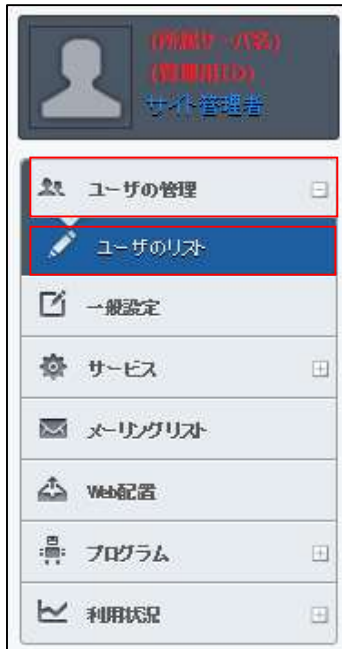 (所属サーバ名)
(管理用ID)
サイト管理者
ユーザの管理
ユーザのリスト
一般設定
サービス
メーリングリスト
Web配置
プログラム
利用状況